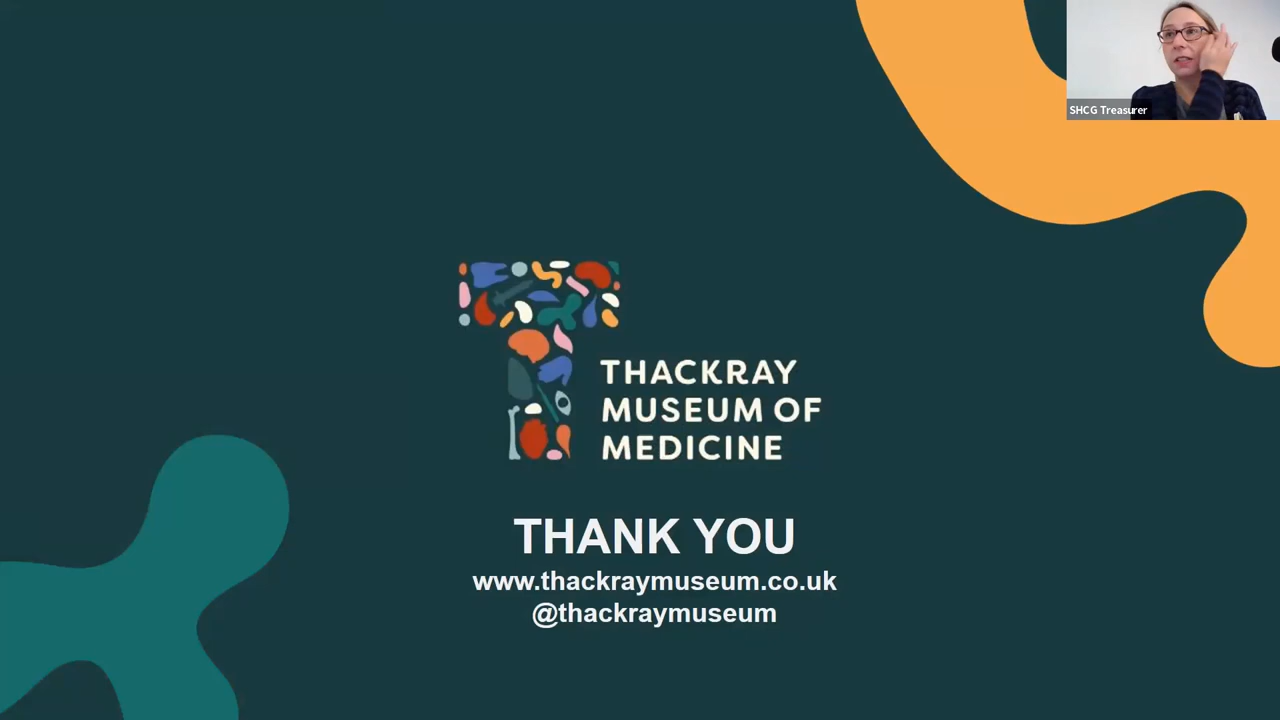 SHCG Treasurer
THACKRAY
MUSEUM OF
MEDICINE
THANK YOU
www.thackraymuseum.co.uk
@thackraymuseum